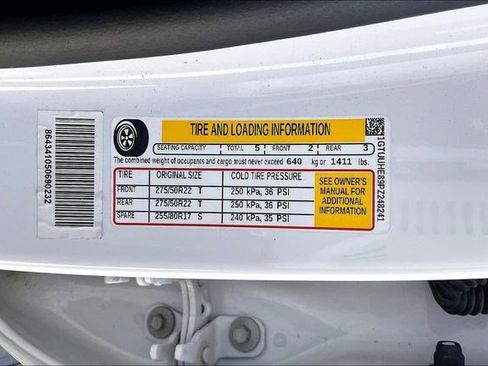 TIRE AND LOADING INFORMATION
SEATING CAPACITY TOTAL 5 FRONT 2 REAR 3
The combined weight of occupants and cargo must never exceed 640 kg or 1411 lbs.
TIRE ORIGINAL SIZE COLD TIRE PRESSURE
FRONT 275/50R22 T 250 kPa, 36 PSI
REAR 275/50R22 T 250 kPa, 36 PSI
SPARE 255/80R17 S 240 kPa, 35 PSI
SEE OWNER'S
MANUAL FOR
ADDITIONAL
INFORMATION
864341050690232
1GTUUHE89PZ248241